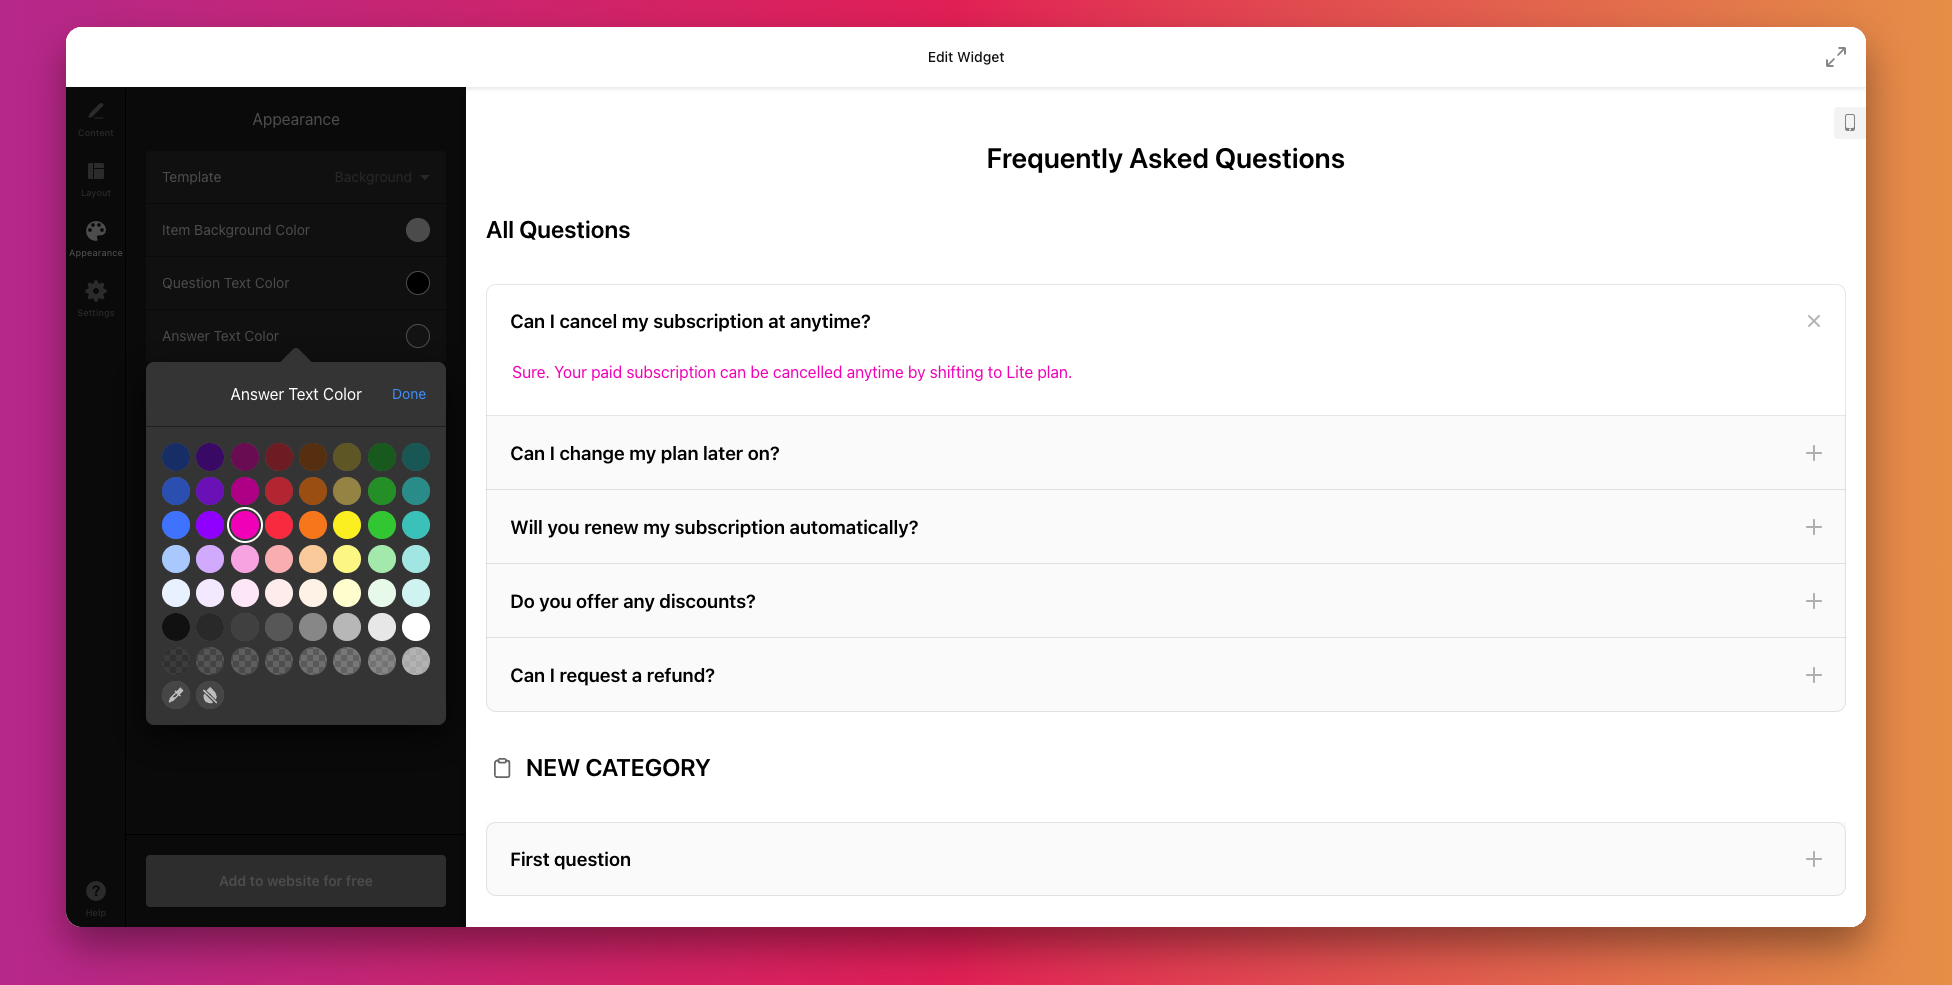 Edit Widget
Content
Layout
Appearance
Settings
Help
Appearance
Template
Background
Item Background Color
Question Text Color
Answer Text Color
Answer Text Color
Done
Add to website for free
Frequently Asked Questions
All Questions
Can I cancel my subscription at anytime?
Sure. Your paid subscription can be cancelled anytime by shifting to Lite plan.
Can I change my plan later on?
Will you renew my subscription automatically?
Do you offer any discounts?
Can I request a refund?
NEW CATEGORY
First question